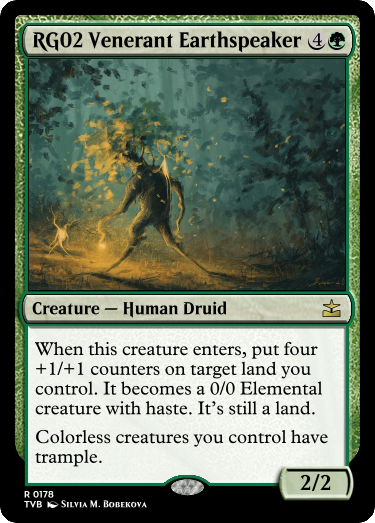 RG02 Venerant Earthspeaker 4
Creature — Human Druid
When this creature enters, put four
+1/+1 counters on target land you
control. It becomes a 0/0 Elemental
creature with haste. It's still a land.
Colorless creatures you control have
trample.
2/2
R 0178
TVB Silvia M. Bobekova